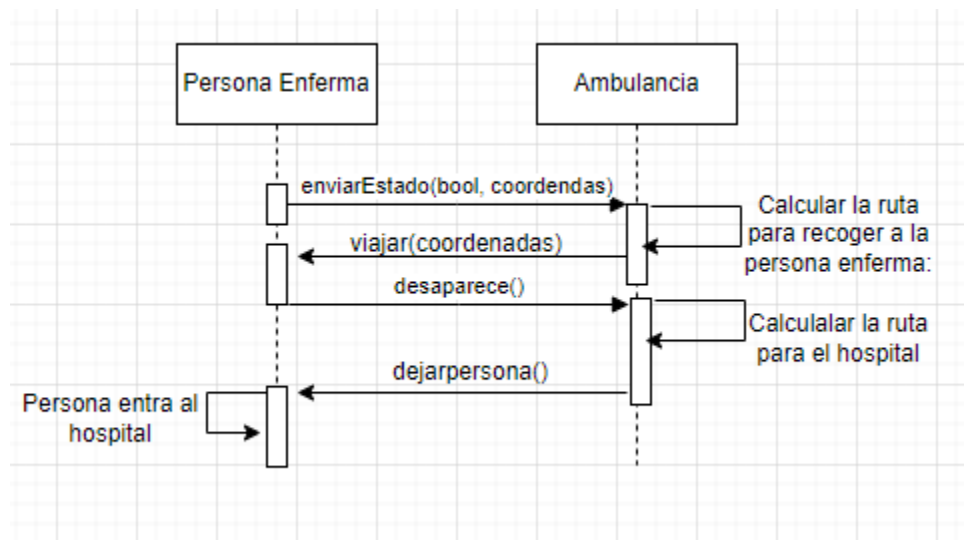 Persona Enferma
Ambulancia
enviarEstado(bool, coordendas)
Calcular la ruta
para recoger a la
persona enferma:
viajar(coordenadas)
desaparece()
Calculalar la ruta
para el hospital
dejarpersona()
Persona entra al
hospital